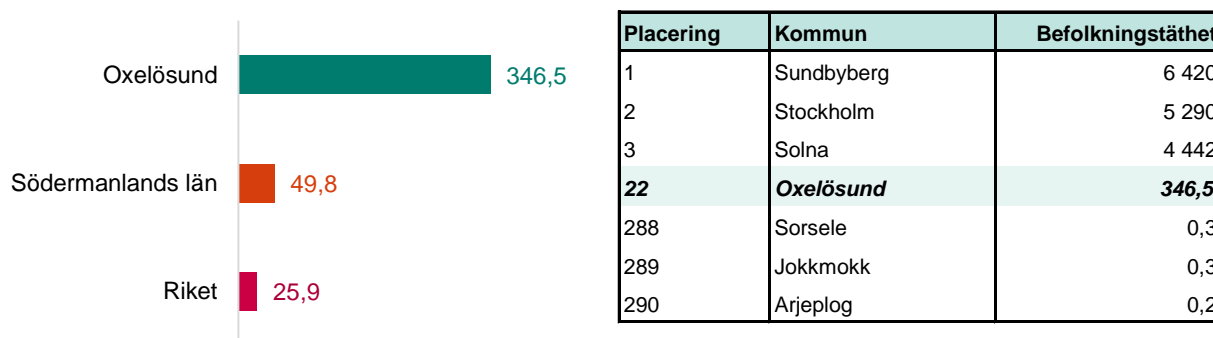 Oxelösund 346,5
Södermanlands län 49,8
Riket 25,9
Placering Kommun Befolkningstäthet
1 Sundbyberg 6 420
2 Stockholm 5 290
3 Solna 4 442
22 Oxelösund 346,5
288 Sorsele 0,3
289 Jokkmokk 0,3
290 Arjeplog 0,2